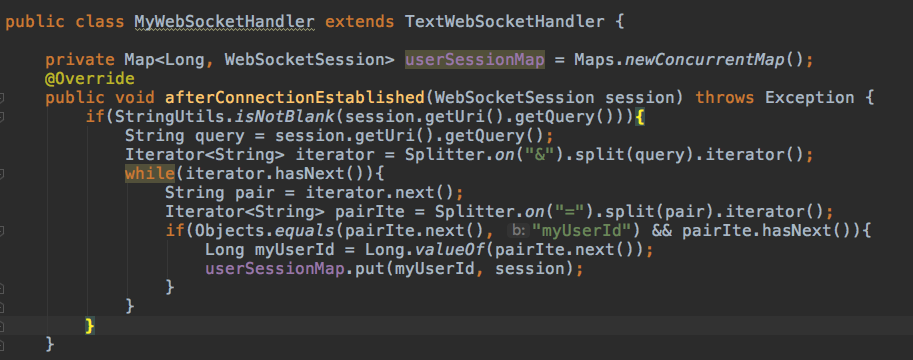 public class MyWebSocketHandler extends TextWebSocketHandler {
private Map<Long, WebSocketSession> userSessionMap = Maps.newConcurrentMap();
@Override
public void afterConnectionEstablished(WebSocketSession session) throws Exception {
if(StringUtils.isNotBlank(session.getUri().getQuery())){
String query = session.getUri().getQuery();
Iterator<String> iterator = Splitter.on("&").split(query).iterator();
while(iterator.hasNext()){
String pair = iterator.next();
Iterator<String> pairIte = Splitter.on("=").split(pair).iterator();
if(Objects.equals(pairIte.next(), b: "myUserId") && pairIte.hasNext()){
Long myUserId = Long.valueOf(pairIte.next());
userSessionMap.put(myUserId, session);
}
}
}
}